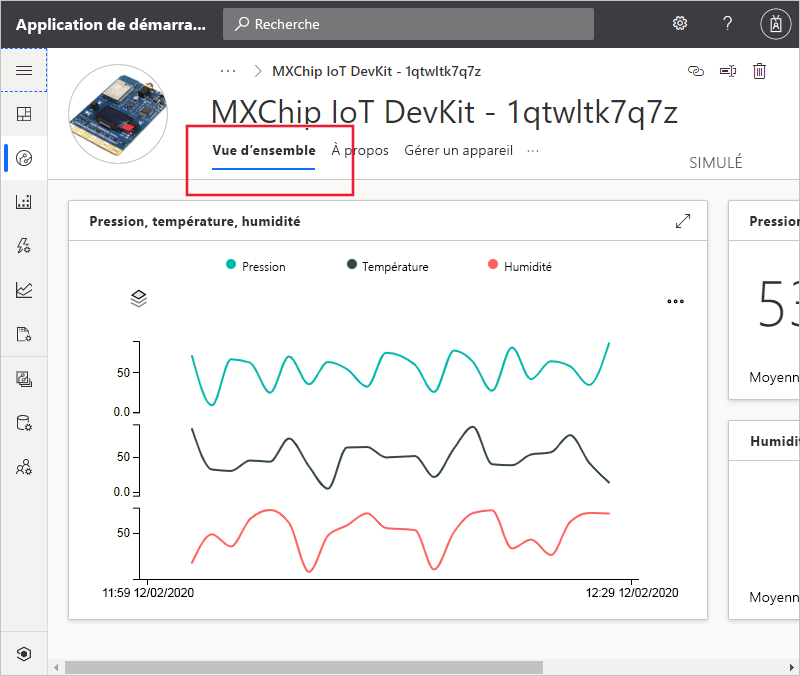 Application de démarra...
Recherche
?
··· > MXChip IoT DevKit - 1qtwltk7q7z
MXChip IoT DevKit - 1qtwltk7q7z
Vue d'ensemble À propos Gérer un appareil ···
SIMULÉ
Pression, température, humidité
Pression Température Humidité
50
0.0
50
0.0
50
11:59 12/02/2020 12:29 12/02/2020
Pression
53
Moyenn
Humidit
Moyenn